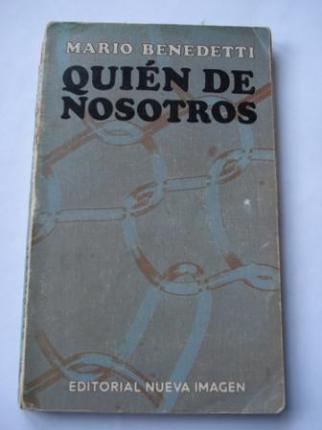 MARIO BENEDETTI
QUIÉN DE
NOSOTROS
EDITORIAL NUEVA IMAGEN